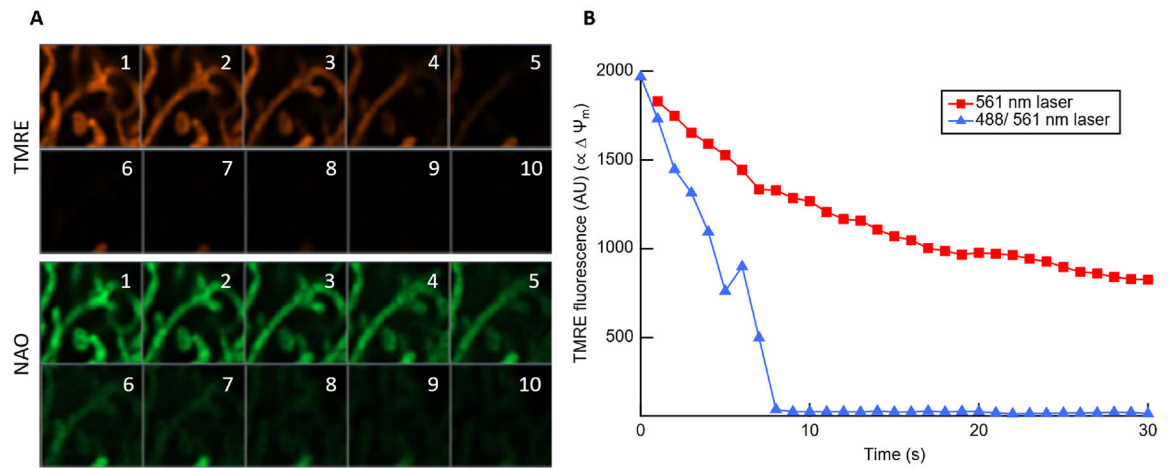 A
TMRE
1 2 3 4 5
6 7 8 9 10
NAO
1 2 3 4 5
6 7 8 9 10
B
TMRE fluorescence (AU) (∝ Δ Ψm)
2000
1500
1000
500
561 nm laser
488/ 561 nm laser
0 10 20 30
Time (s)